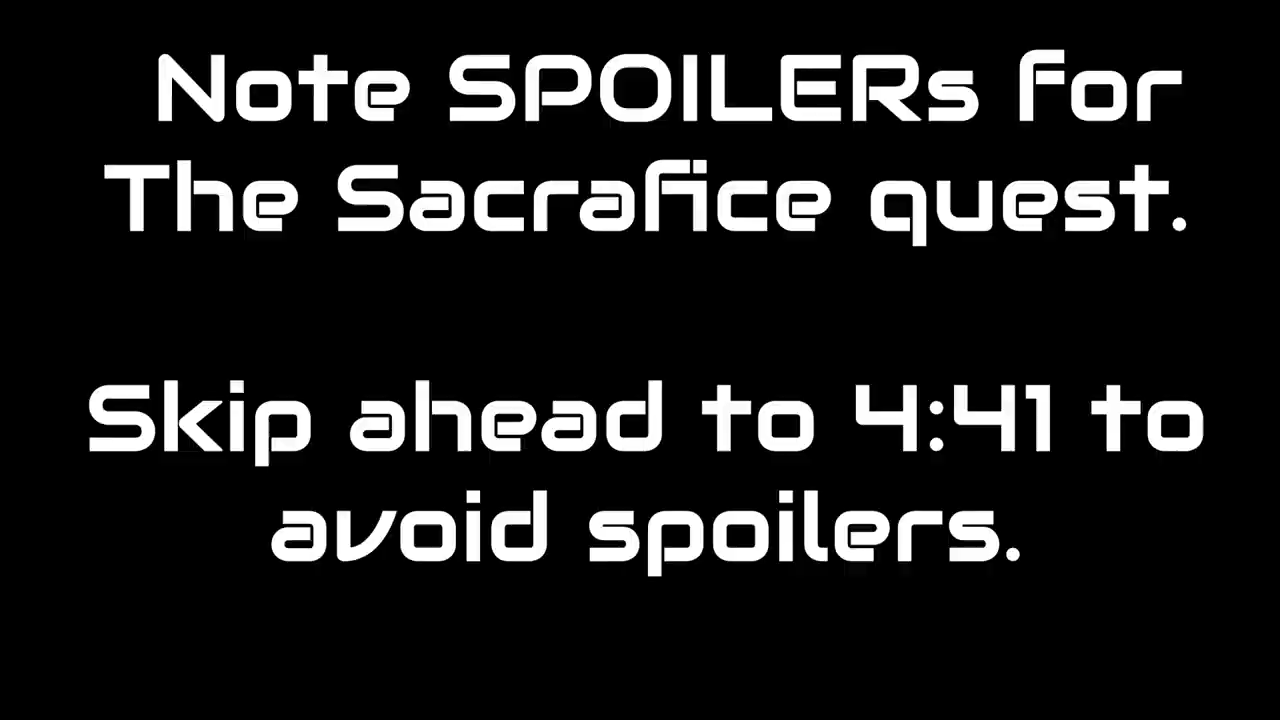 Note SPOILERs for
The Sacrafice quest.
Skip ahead to 4:41 to
avoid spoilers.